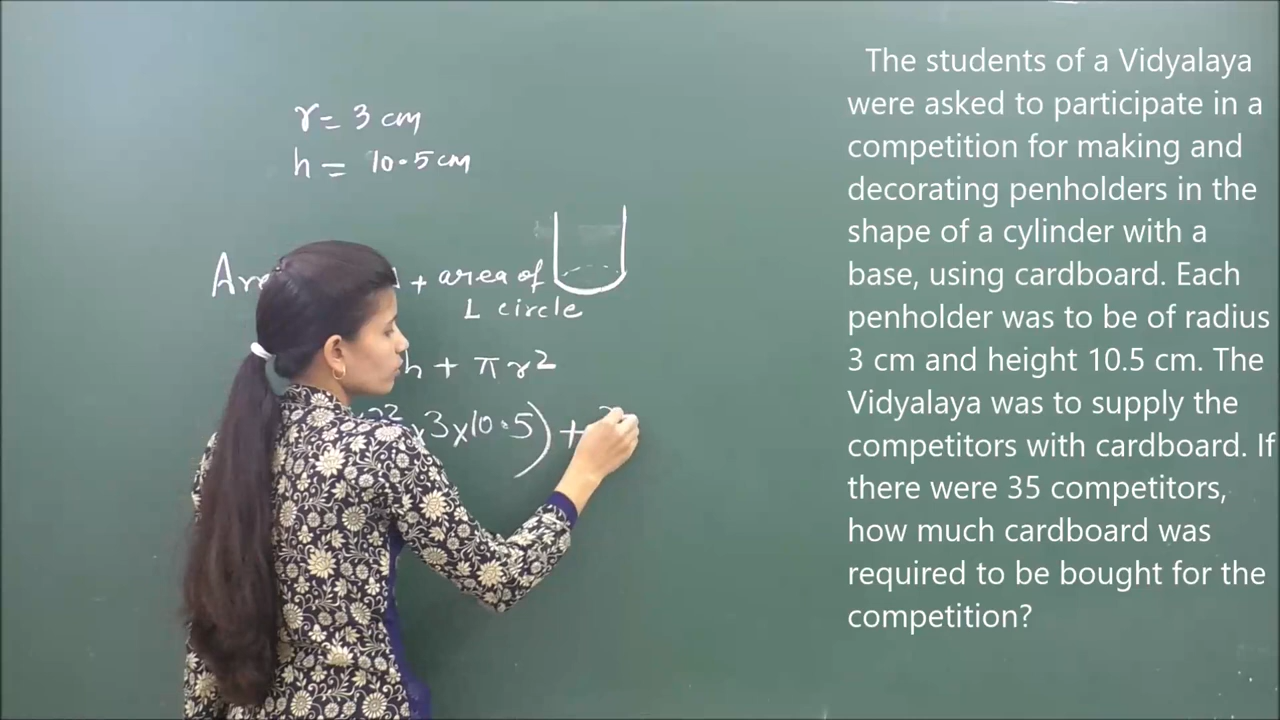 r = 3 cm
h = 10.5 cm
+ area of
L circle
h + πr²
22 × 3 × 10.5) +
The students of a Vidyalaya
were asked to participate in a
competition for making and
decorating penholders in the
shape of a cylinder with a
base, using cardboard. Each
penholder was to be of radius
3 cm and height 10.5 cm. The
Vidyalaya was to supply the
competitors with cardboard. If
there were 35 competitors,
how much cardboard was
required to be bought for the
competition?